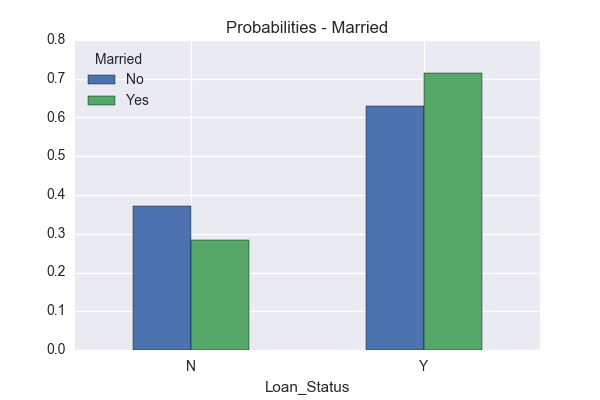 Probabilities - Married
0.8
0.7
0.6
0.5
0.4
0.3
0.2
0.1
0.0
Married
No
Yes
N
Y
Loan_Status